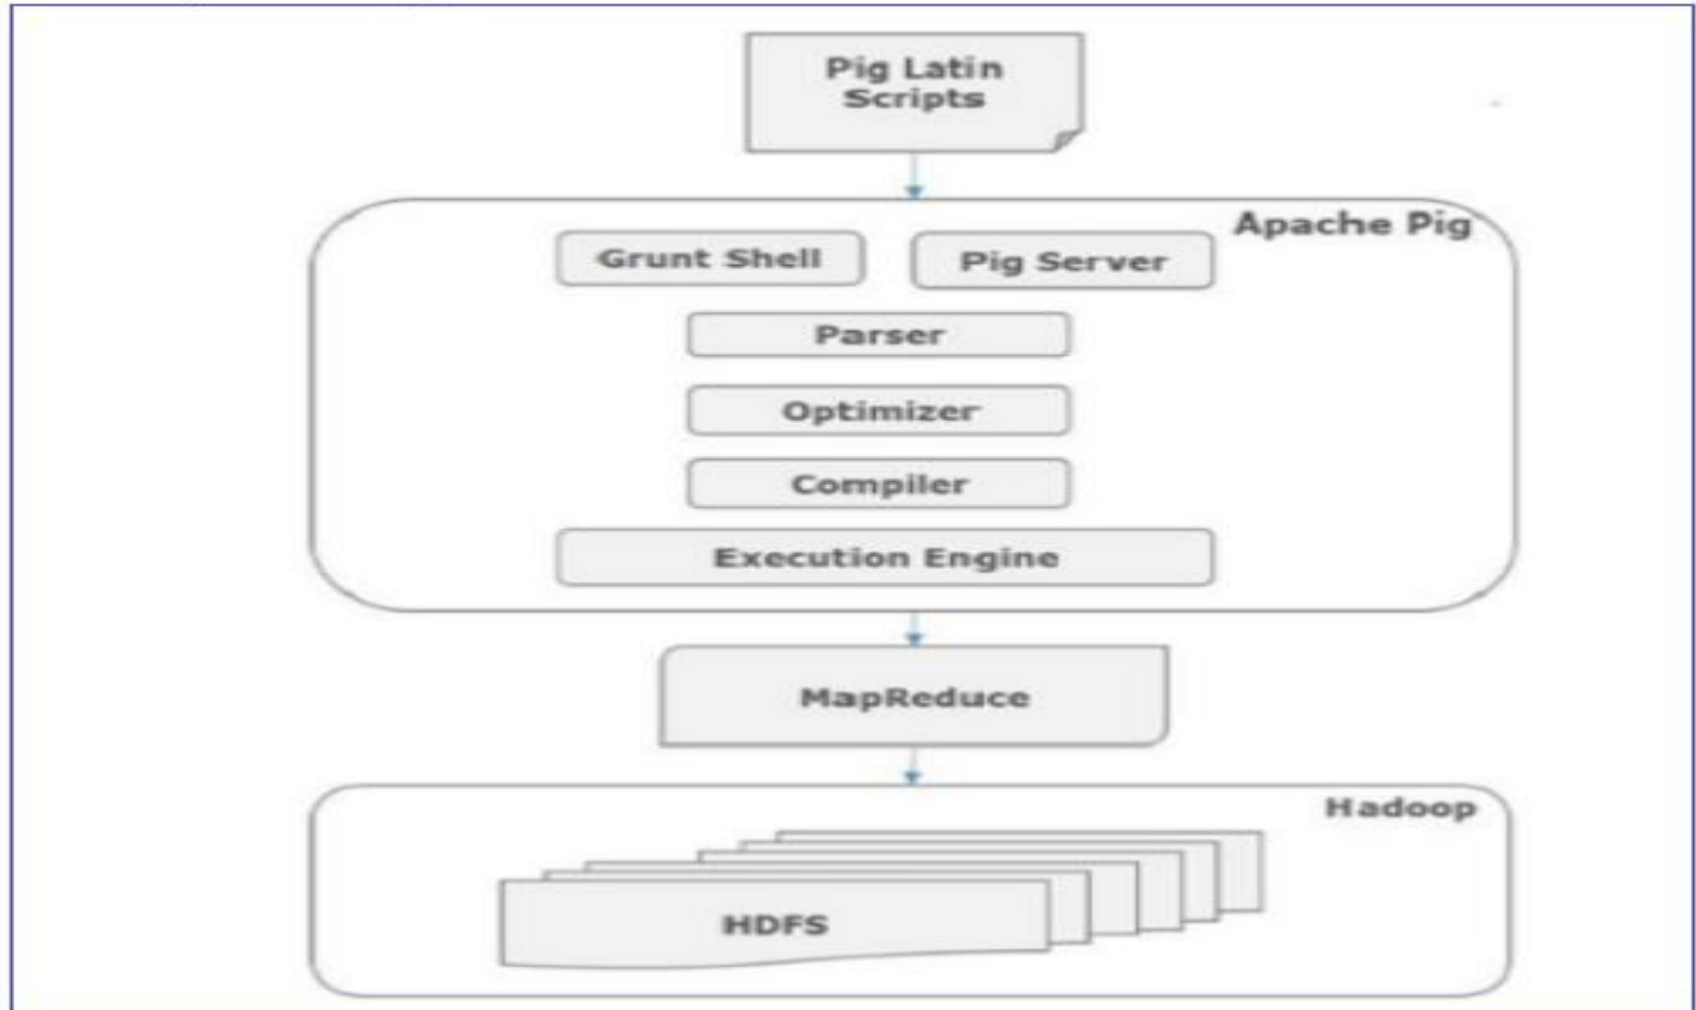 Pig Latin
Scripts
Apache Pig
Grunt Shell
Pig Server
Parser
Optimizer
Compiler
Execution Engine
MapReduce
Hadoop
HDFS